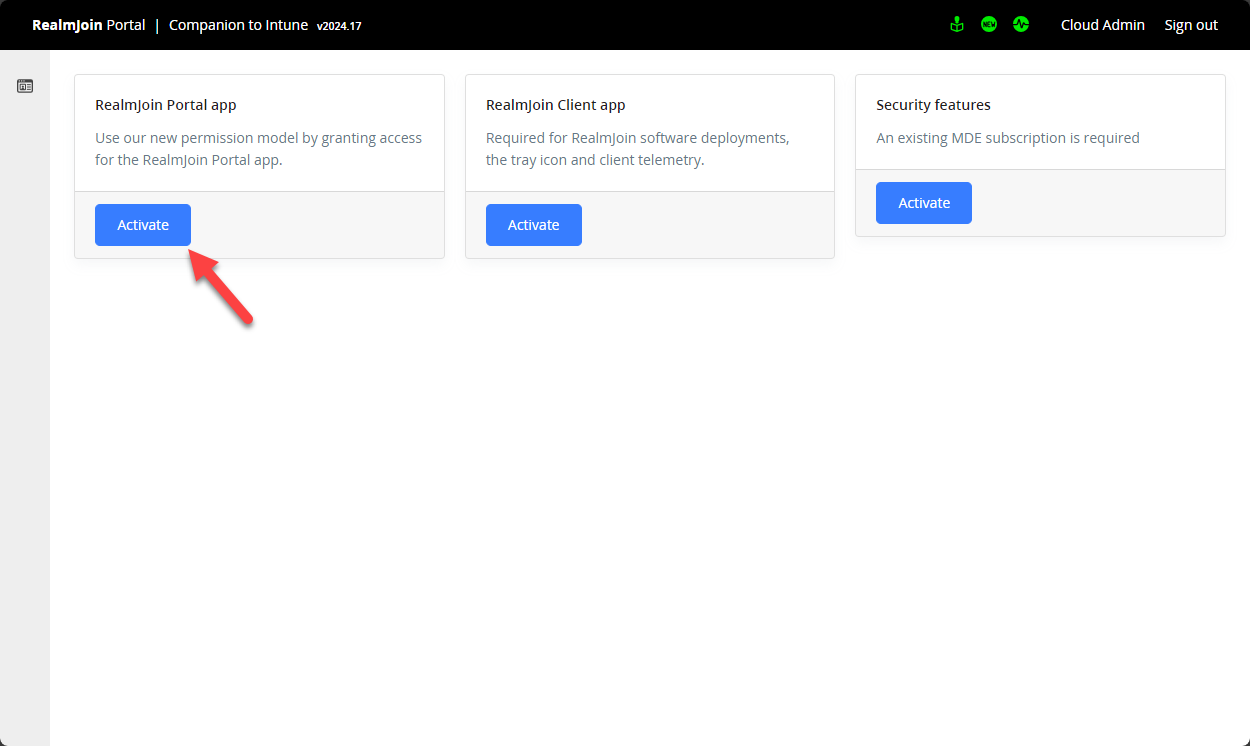 RealmJoin Portal | Companion to Intune v2024.17
NEW
Cloud Admin
Sign out
RealmJoin Portal app
Use our new permission model by granting access
for the RealmJoin Portal app.
Activate
RealmJoin Client app
Required for RealmJoin software deployments,
the tray icon and client telemetry.
Activate
Security features
An existing MDE subscription is required
Activate